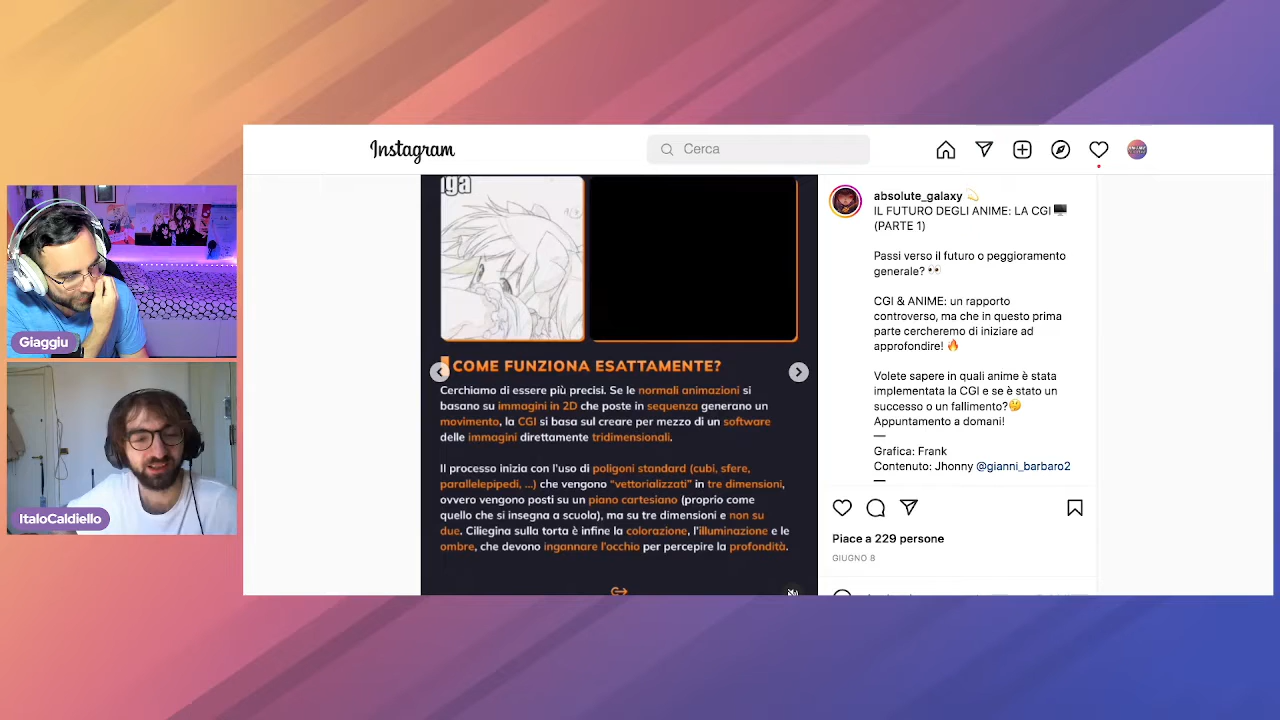 Instagram
Cerca
Giaggiu
ItaloCaldiello
COME FUNZIONA ESATTAMENTE?
Cerchiamo di essere più precisi. Se le normali animazioni si
basano su immagini in 2D che poste in sequenza generano un
movimento, la CGI si basa sul creare per mezzo di un software
delle immagini direttamente tridimensionali.
Il processo inizia con l'uso di poligoni standard (cubi, sfere,
parallelepipedi, ...) che vengono "vettorializzati" in tre dimensioni,
ovvero vengono posti su un piano cartesiano (proprio come
quello che si insegna a scuola), ma su tre dimensioni e non su
due. Ciliegina sulla torta è infine la colorazione, l'illuminazione e le
ombre, che devono ingannare l'occhio per percepire la profondità.
absolute_galaxy 💫
IL FUTURO DEGLI ANIME: LA CGI 🖥️
(PARTE 1)
Passi verso il futuro o peggioramento
generale? 👀
CGI & ANIME: un rapporto
controverso, ma che in questo prima
parte cercheremo di iniziare ad
approfondire! 🔥
Volete sapere in quali anime è stata
implementata la CGI e se è stato un
successo o un fallimento?🤔
Appuntamento a domani!
—
Grafica: Frank
Contenuto: Jhonny @gianni_barbaro2
—
Piace a 229 persone
GIUGNO 8